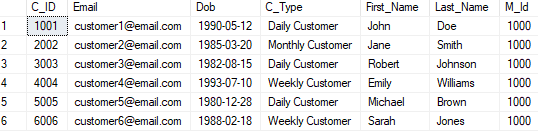 C_ID Email Dob C_Type First_Name Last_Name M_Id
1 1001 customer1@email.com 1990-05-12 Daily Customer John Doe 1000
2 2002 customer2@email.com 1985-03-20 Monthly Customer Jane Smith 1000
3 3003 customer3@email.com 1982-08-15 Daily Customer Robert Johnson 1000
4 4004 customer4@email.com 1993-07-10 Weekly Customer Emily Williams 1000
5 5005 customer5@email.com 1980-12-28 Daily Customer Michael Brown 1000
6 6006 customer6@email.com 1988-02-18 Weekly Customer Sarah Jones 1000